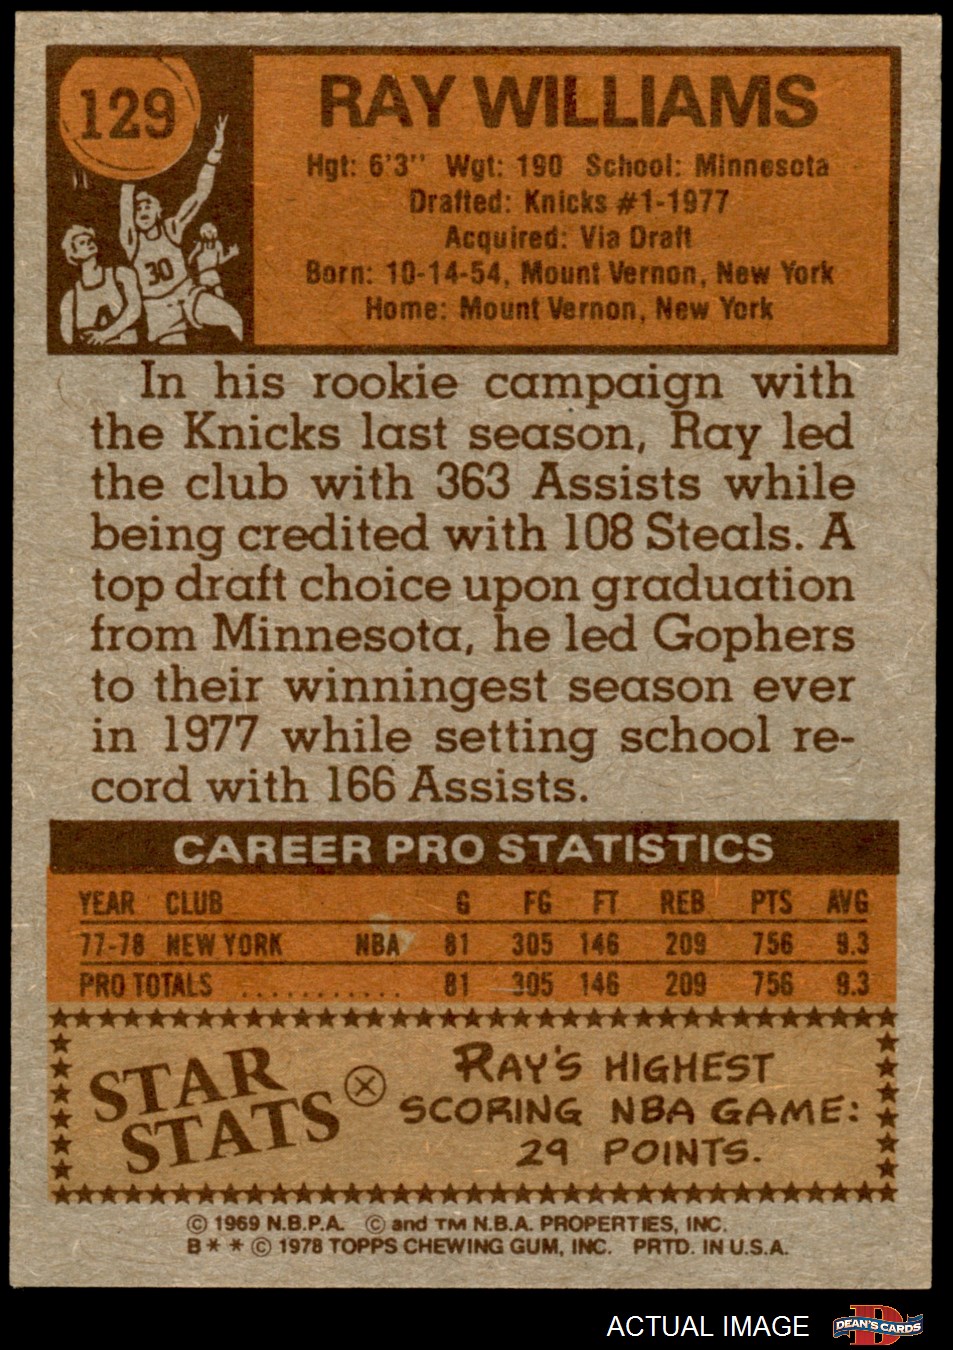 129
RAY WILLIAMS
Hgt: 6'3" Wgt: 190 School: Minnesota
Drafted: Knicks #1-1977
Acquired: Via Draft
Born: 10-14-54, Mount Vernon, New York
Home: Mount Vernon, New York
30
In his rookie campaign with
the Knicks last season, Ray led
the club with 363 Assists while
being credited with 108 Steals. A
top draft choice upon graduation
from Minnesota, he led Gophers
to their winningest season ever
in 1977 while setting school re-
cord with 166 Assists.
CAREER PRO STATISTICS
YEAR CLUB G FG FT REB PTS AVG
77-78 NEW YORK NBA 81 305 146 209 756 9.3
PRO TOTALS ........... 81 305 146 209 756 9.3
STAR
STATS
RAY'S HIGHEST
SCORING NBA GAME:
29 POINTS.
© 1969 N.B.P.A. © and TM N.B.A. PROPERTIES, INC.
B * * © 1978 TOPPS CHEWING GUM, INC. PRTD. IN U.S.A.
ACTUAL IMAGE
D
DEAN'S CARDS